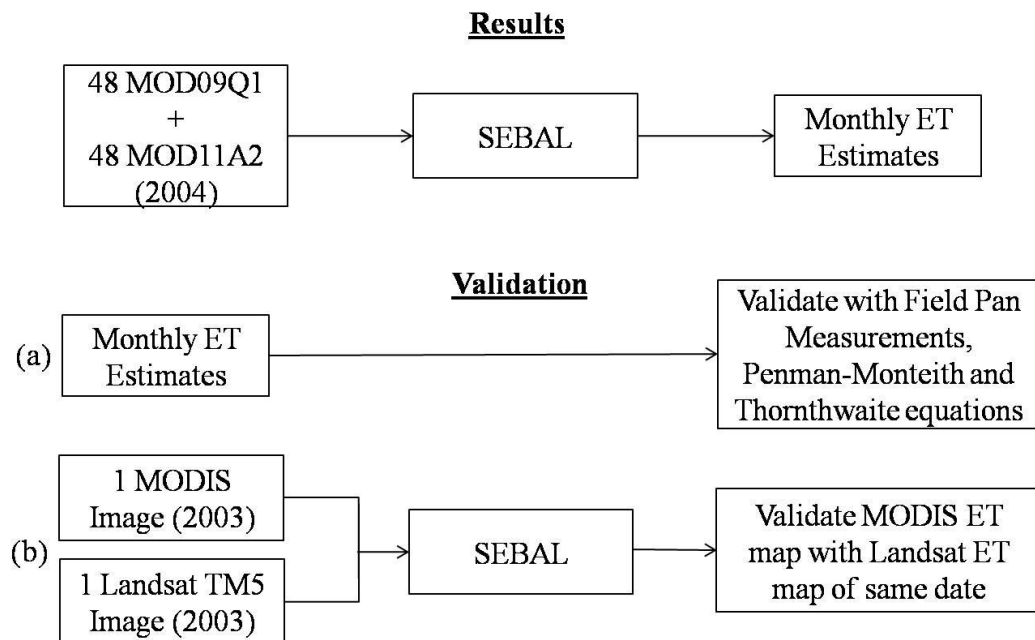 Results
48 MOD09Q1
+
48 MOD11A2
(2004)
SEBAL
Monthly ET
Estimates
Validation
(a)
Monthly ET
Estimates
Validate with Field Pan
Measurements,
Penman-Monteith and
Thornthwaite equations
(b)
1 MODIS
Image (2003)
1 Landsat TM5
Image (2003)
SEBAL
Validate MODIS ET
map with Landsat ET
map of same date